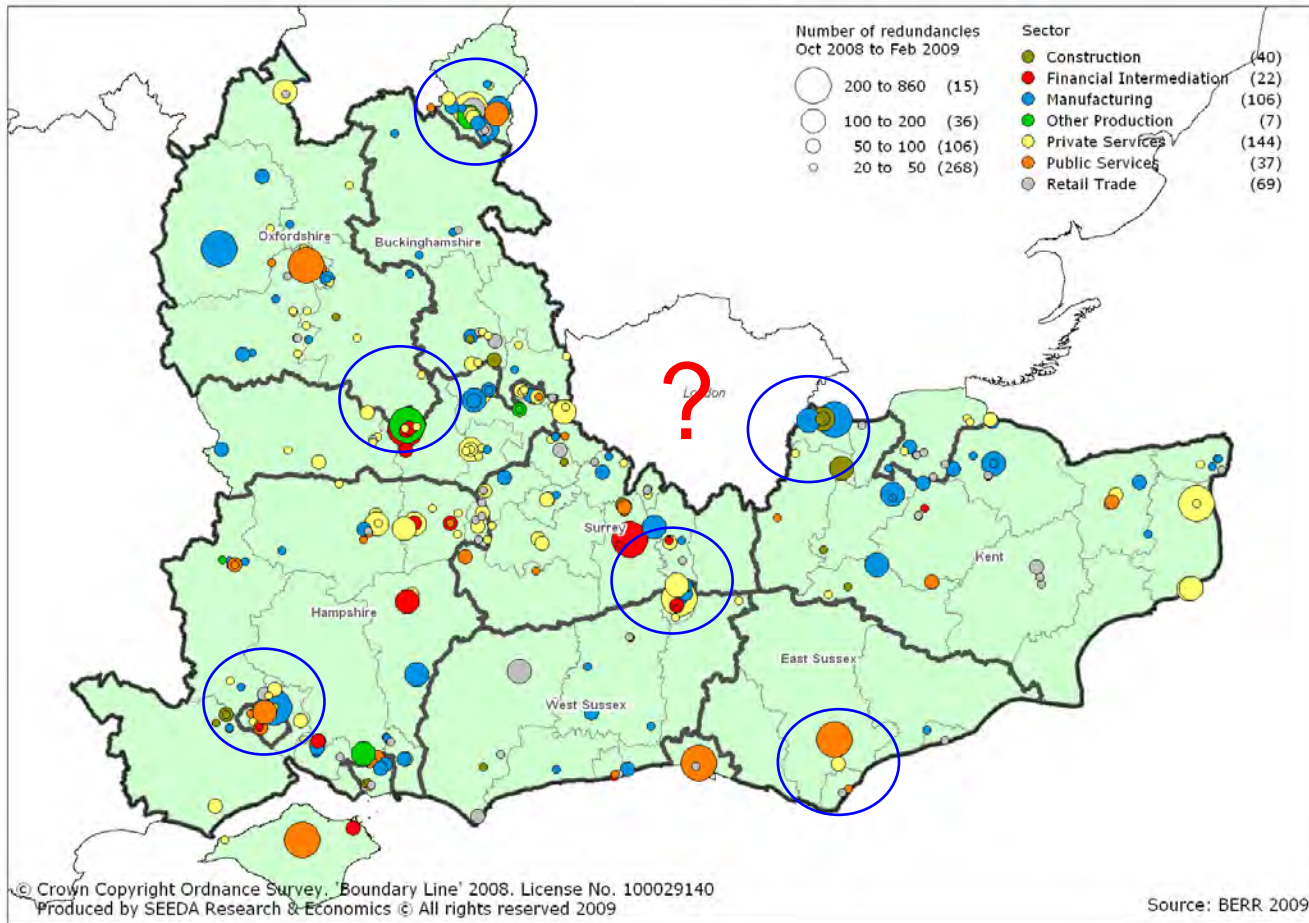 Number of redundancies
Oct 2008 to Feb 2009
200 to 860 (15)
100 to 200 (36)
50 to 100 (106)
20 to 50 (268)
Sector
Construction (40)
Financial Intermediation (22)
Manufacturing (106)
Other Production (7)
Private Services (144)
Public Services (37)
Retail Trade (69)
Oxfordshire
Buckinghamshire
?
London
Surrey
Kent
Hampshire
East Sussex
West Sussex
© Crown Copyright Ordnance Survey. 'Boundary Line' 2008. License No. 100029140
Produced by SEEDA Research & Economics © All rights reserved 2009
Source: BERR 2009